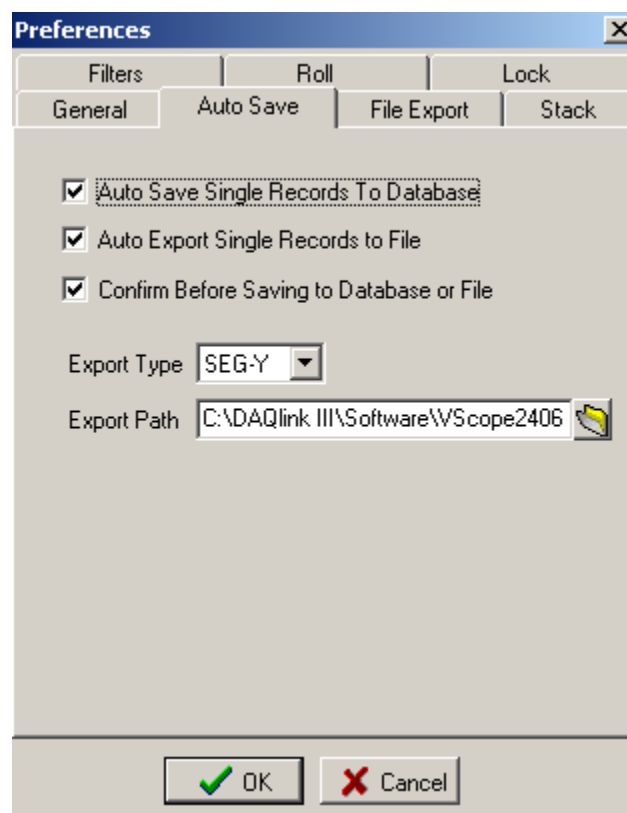 Preferences
Filters Roll Lock
General Auto Save File Export Stack
Auto Save Single Records To Database
Auto Export Single Records to File
Confirm Before Saving to Database or File
Export Type SEG-Y
Export Path C:\DAQlink III\Software\VScope2406
OK Cancel